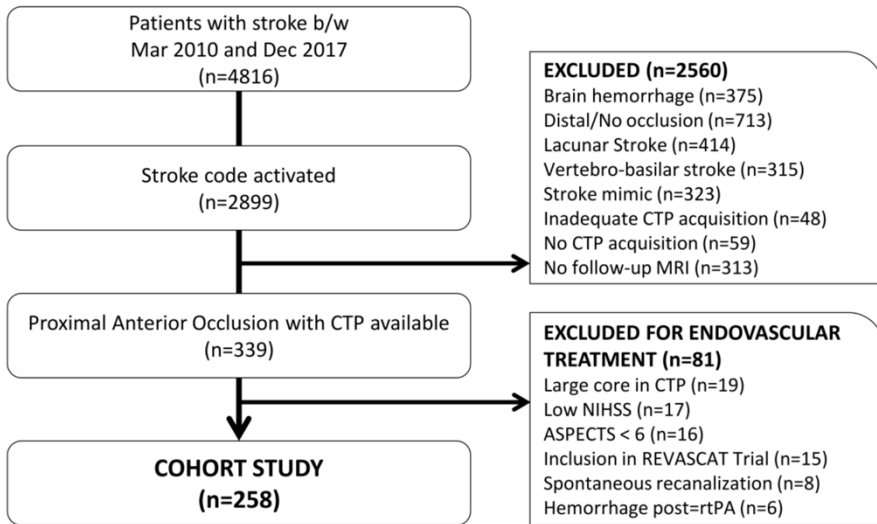 Patients with stroke b/w
Mar 2010 and Dec 2017
(n=4816)
Stroke code activated
(n=2899)
EXCLUDED (n=2560)
Brain hemorrhage (n=375)
Distal/No occlusion (n=713)
Lacunar Stroke (n=414)
Vertebro-basilar stroke (n=315)
Stroke mimic (n=323)
Inadequate CTP acquisition (n=48)
No CTP acquisition (n=59)
No follow-up MRI (n=313)
Proximal Anterior Occlusion with CTP available
(n=339)
EXCLUDED FOR ENDOVASCULAR
TREATMENT (n=81)
Large core in CTP (n=19)
Low NIHSS (n=17)
ASPECTS < 6 (n=16)
Inclusion in REVASCAT Trial (n=15)
Spontaneous recanalization (n=8)
Hemorrhage post=rtPA (n=6)
COHORT STUDY
(n=258)